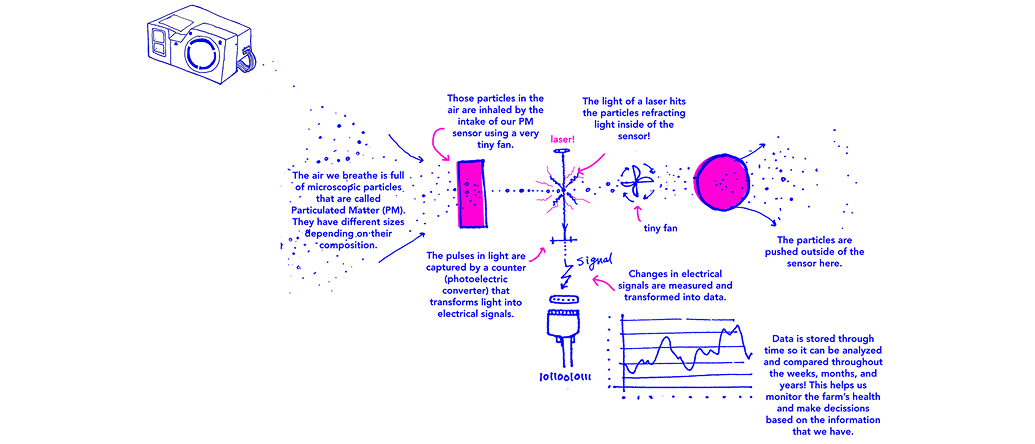 The air we breathe is full
of microscopic particles
that are called
Particulated Matter (PM).
They have different sizes
depending on their
composition.
Those particles in the
air are inhaled by the
intake of our PM
sensor using a very
tiny fan.
laser!
The light of a laser hits
the particles refracting
light inside of the
sensor!
tiny fan
The particles are
pushed outside of the
sensor here.
The pulses in light are
captured by a counter
(photoelectric
converter) that
transforms light into
electrical signals.
signal
Changes in electrical
signals are measured and
transformed into data.
1011001011
Data is stored through
time so it can be analyzed
and compared throughout
the weeks, months, and
years! This helps us
monitor the farm's health
and make decissions
based on the information
that we have.